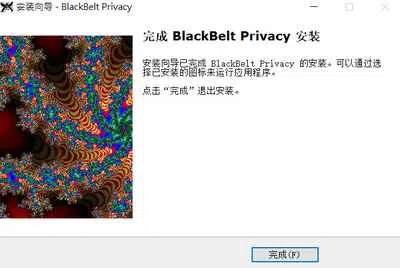 安装向导 - BlackBelt Privacy
完成 BlackBelt Privacy 安装
安装向导已完成 BlackBelt Privacy 的安装。可以通过选
择已安装的图标来运行应用程序。
点击“完成”退出安装。
完成(F)